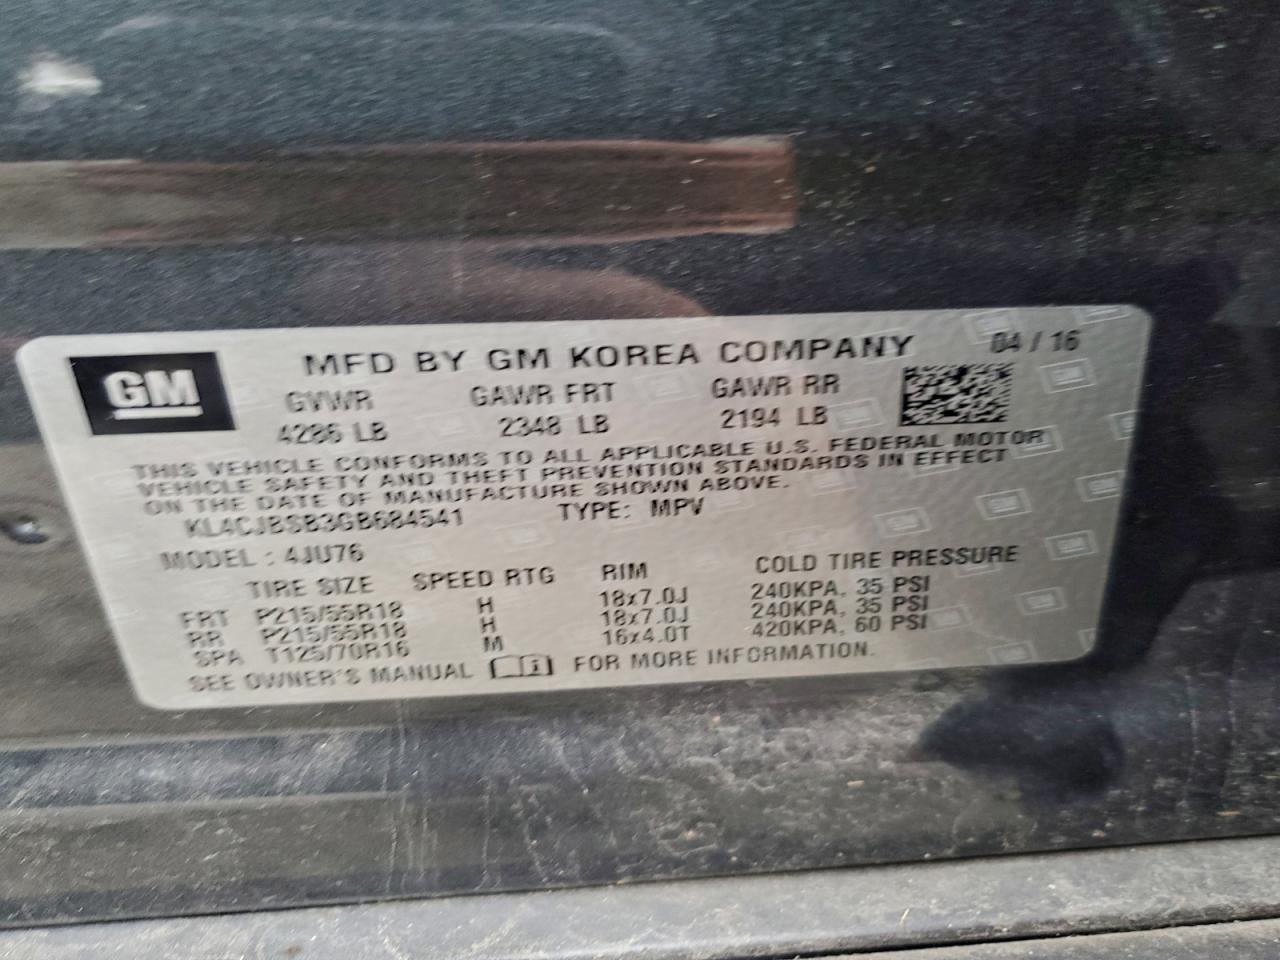 GM
MFD BY GM KOREA COMPANY 04 / 16
GVWR GAWR FRT GAWR RR
4286 LB 2348 LB 2194 LB
THIS VEHICLE CONFORMS TO ALL APPLICABLE U.S. FEDERAL MOTOR
VEHICLE SAFETY AND THEFT PREVENTION STANDARDS IN EFFECT
ON THE DATE OF MANUFACTURE SHOWN ABOVE.
KL4CJBSB3GB684541 TYPE: MPV
MODEL : 4JU76
TIRE SIZE SPEED RTG RIM COLD TIRE PRESSURE
FRT P215/55R18 H 18x7.0J 240KPA, 35 PSI
RR P215/55R18 H 18x7.0J 240KPA, 35 PSI
SPA T125/70R16 M 16x4.0T 420KPA, 60 PSI
SEE OWNER'S MANUAL FOR MORE INFORMATION.